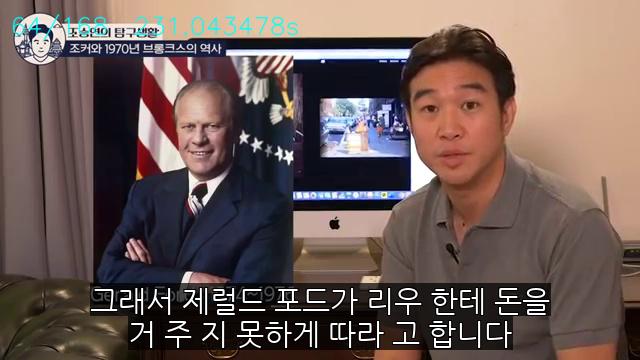 64/168 231.043478s
조승연의 탐구생활
조커와 1970년 브롱크스의 역사
그래서 제럴드 포드가 리우 한테 돈을
거 주 지 못하게 따라 고 합니다